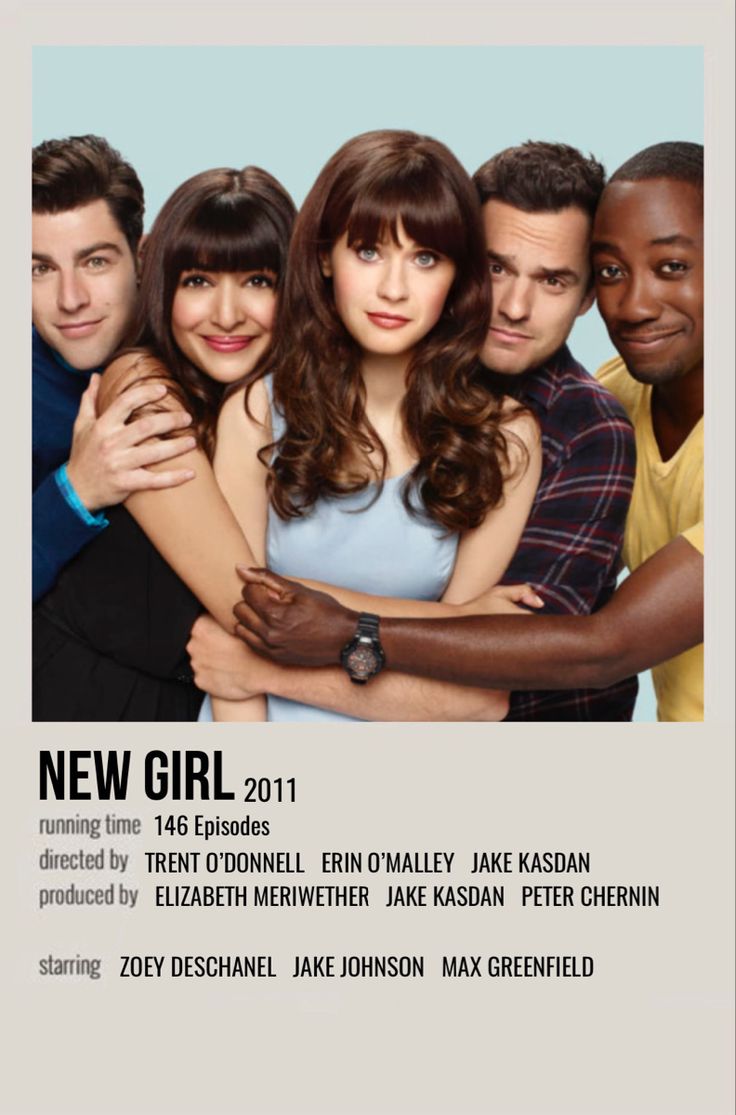 NEW GIRL 2011
running time 146 Episodes
directed by TRENT O’DONNELL ERIN O’MALLEY JAKE KASDAN
produced by ELIZABETH MERIWETHER JAKE KASDAN PETER CHERNIN
starring ZOEY DESCHANEL JAKE JOHNSON MAX GREENFIELD